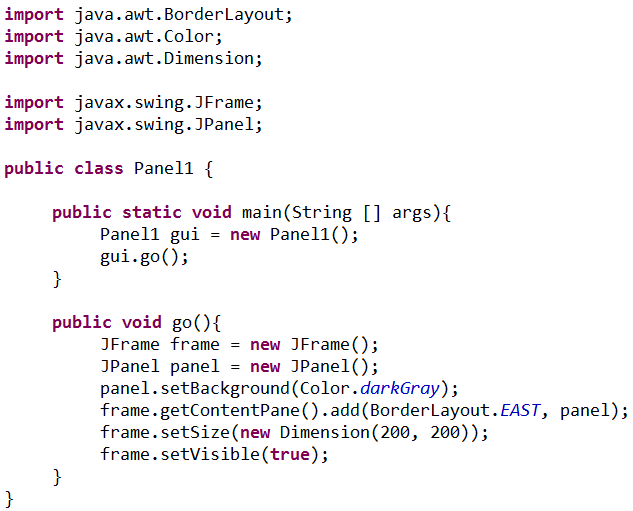 import java.awt.BorderLayout;
import java.awt.Color;
import java.awt.Dimension;

import javax.swing.JFrame;
import javax.swing.JPanel;

public class Panel1 {

     public static void main(String [] args){
          Panel1 gui = new Panel1();
          gui.go();
     }

     public void go(){
          JFrame frame = new JFrame();
          JPanel panel = new JPanel();
          panel.setBackground(Color.darkGray);
          frame.getContentPane().add(BorderLayout.EAST, panel);
          frame.setSize(new Dimension(200, 200));
          frame.setVisible(true);
     }
}